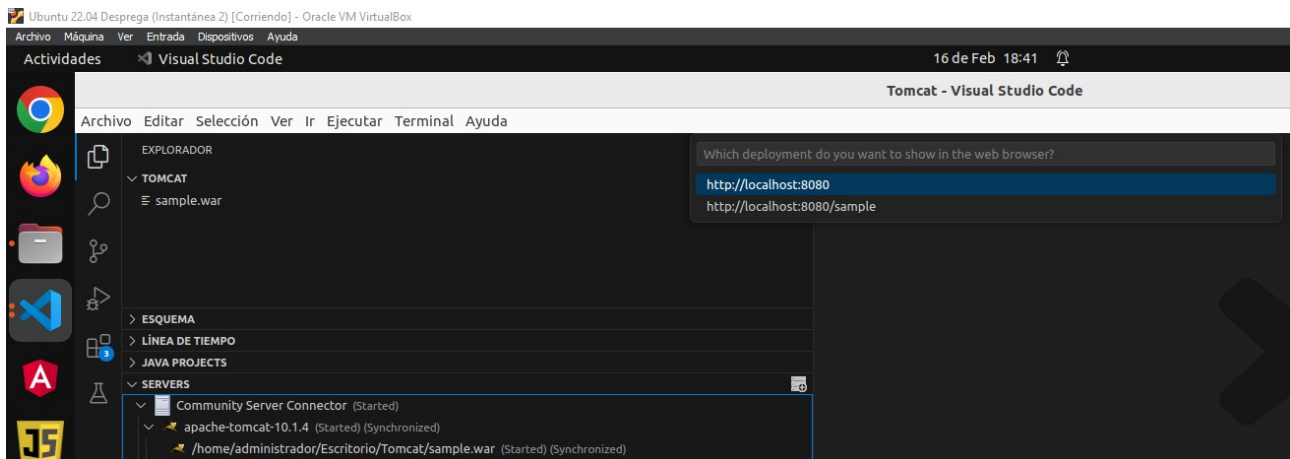 Ubuntu 22.04 Desprega (Instantánea 2) [Corriendo] - Oracle VM VirtualBox
Archivo Máquina Ver Entrada Dispositivos Ayuda
Actividades Visual Studio Code 16 de Feb 18:41
Tomcat - Visual Studio Code
Archivo Editar Selección Ver Ir Ejecutar Terminal Ayuda
EXPLORADOR
Which deployment do you want to show in the web browser?
TOMCAT
http://localhost:8080
sample.war
http://localhost:8080/sample
ESQUEMA
LÍNEA DE TIEMPO
3
JAVA PROJECTS
A
SERVERS
Community Server Connector (Started)
apache-tomcat-10.1.4 (Started) (Synchronized)
JS
/home/administrador/Escritorio/Tomcat/sample.war (Started) (Synchronized)